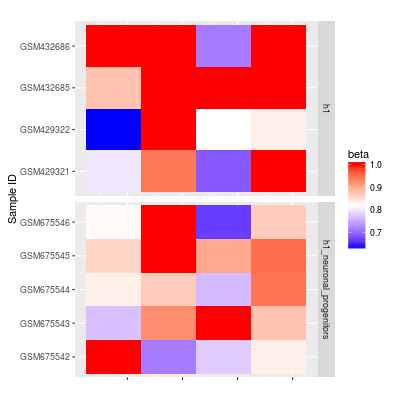 GSM432686
GSM432685
GSM429322
GSM429321
GSM675546
GSM675545
GSM675544
GSM675543
GSM675542
Sample ID
h1
h1_neuronal_progenitors
beta
1.0
0.9
0.8
0.7